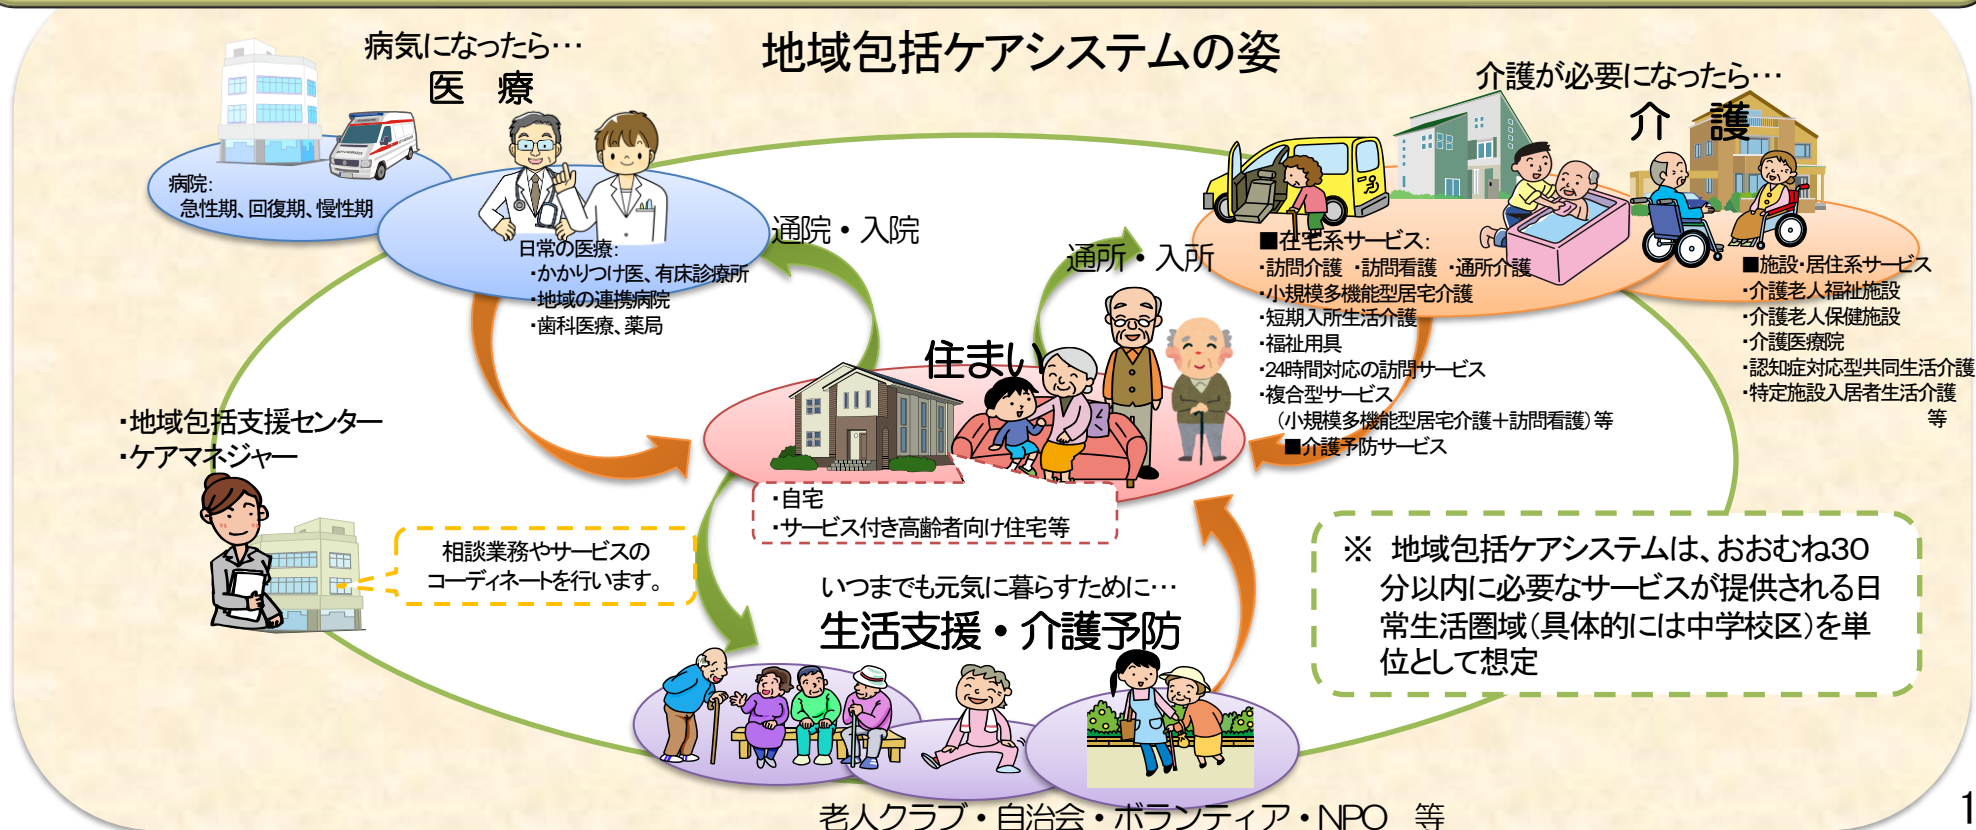 地域包括ケアシステムの姿
病気になったら…
医 療
病院:
急性期、回復期、慢性期
日常の医療:
・かかりつけ医、有床診療所
・地域の連携病院
・歯科医療、薬局
通院・入院
通所・入所
介護が必要になったら…
介 護
■在宅系サービス:
・訪問介護 ・訪問看護 ・通所介護
・小規模多機能型居宅介護
・短期入所生活介護
・福祉用具
・24時間対応の訪問サービス
・複合型サービス
（小規模多機能型居宅介護＋訪問看護）等
■介護予防サービス
■施設・居住系サービス
・介護老人福祉施設
・介護老人保健施設
・介護医療院
・認知症対応型共同生活介護
・特定施設入居者生活介護
等
住まい
・自宅
・サービス付き高齢者向け住宅等
・地域包括支援センター
・ケアマネジャー
相談業務やサービスの
コーディネートを行います。
いつまでも元気に暮らすために…
生活支援・介護予防
※ 地域包括ケアシステムは、おおむね30
分以内に必要なサービスが提供される日
常生活圏域（具体的には中学校区）を単
位として想定
老人クラブ・自治会・ボランティア・NPO 等
1